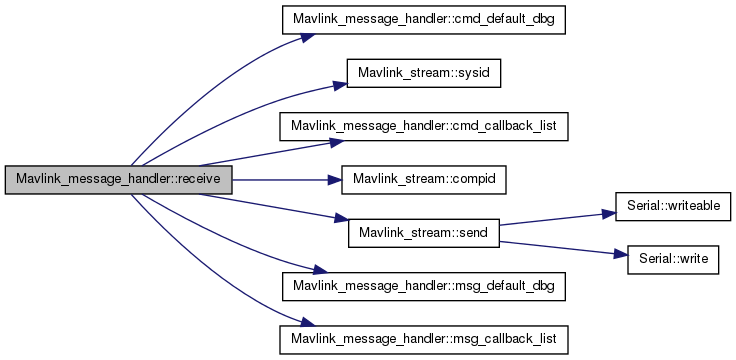 Mavlink_message_handler::cmd_default_dbg
Mavlink_stream::sysid
Mavlink_message_handler::cmd_callback_list
Mavlink_message_handler::receive
Mavlink_stream::compid
Serial::writeable
Mavlink_stream::send
Serial::write
Mavlink_message_handler::msg_default_dbg
Mavlink_message_handler::msg_callback_list